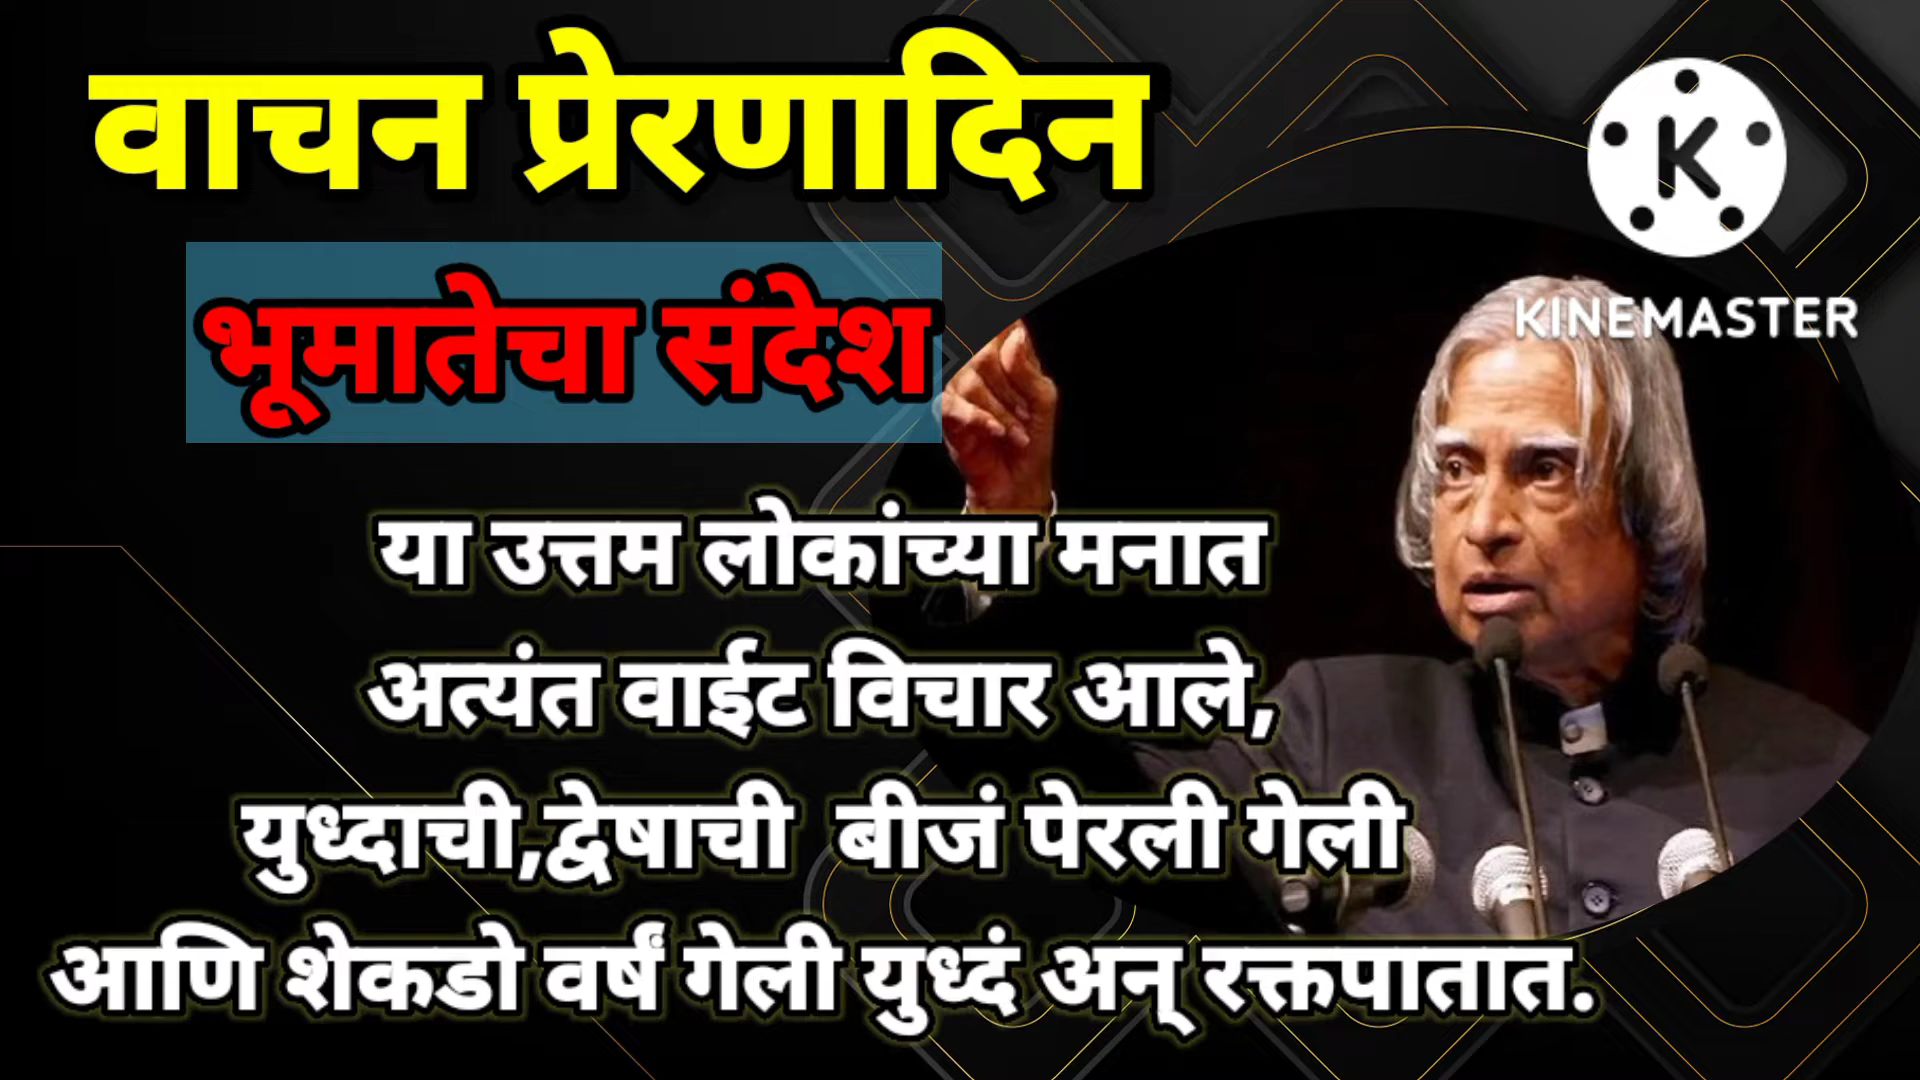 वाचन प्रेरणादिन
K
KINEMASTER
भूमातेचा संदेश
या उत्तम लोकांच्या मनात
अत्यंत वाईट विचार आले,
युध्दाची,द्वेषाची बीजं पेरली गेली
आणि शेकडो वर्षं गेली युध्दं अन् रक्तपातात.